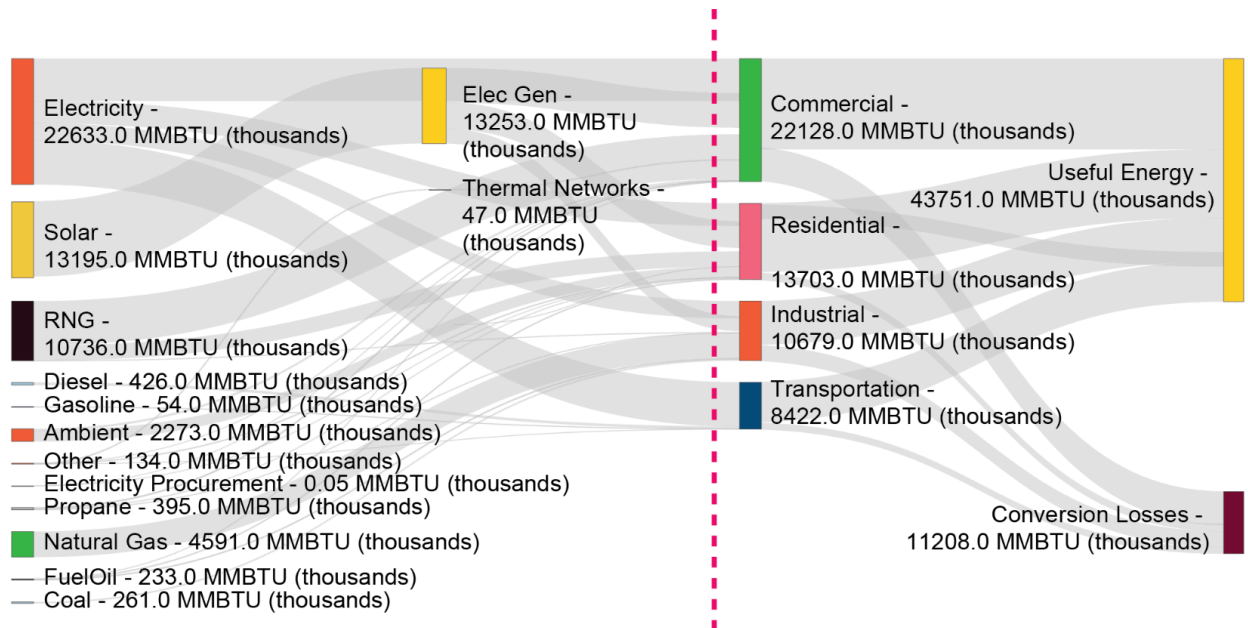 Electricity -
22633.0 MMBTU (thousands)
Solar -
13195.0 MMBTU (thousands)
RNG -
10736.0 MMBTU (thousands)
Diesel - 426.0 MMBTU (thousands)
Gasoline - 54.0 MMBTU (thousands)
Ambient - 2273.0 MMBTU (thousands)
Other - 134.0 MMBTU (thousands)
Electricity Procurement - 0.05 MMBTU (thousands)
Propane - 395.0 MMBTU (thousands)
Natural Gas - 4591.0 MMBTU (thousands)
FuelOil - 233.0 MMBTU (thousands)
Coal - 261.0 MMBTU (thousands)
Elec Gen -
13253.0 MMBTU
(thousands)
Thermal Networks -
47.0 MMBTU
(thousands)
Commercial -
22128.0 MMBTU (thousands)
Residential -
13703.0 MMBTU (thousands)
Industrial -
10679.0 MMBTU (thousands)
Transportation -
8422.0 MMBTU (thousands)
Useful Energy -
43751.0 MMBTU (thousands)
Conversion Losses -
11208.0 MMBTU (thousands)